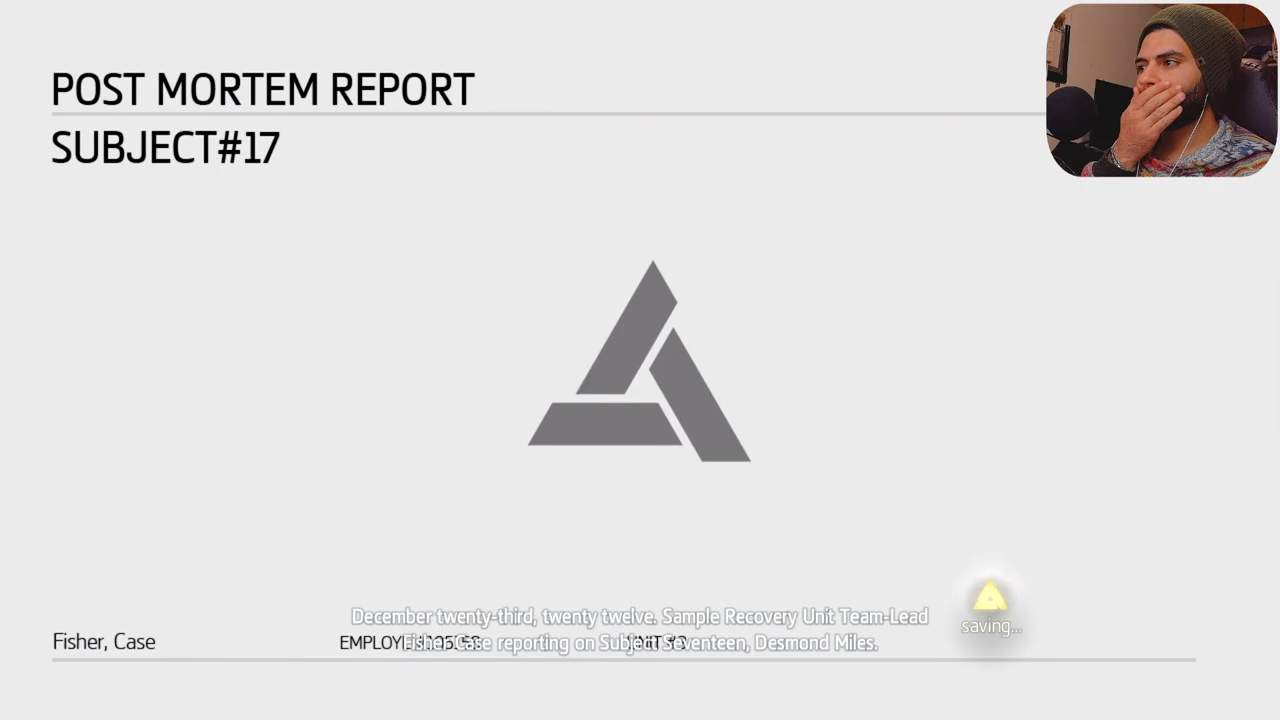 POST MORTEM REPORT
SUBJECT#17
December twenty-third, twenty twelve. Sample Recovery Unit Team-Lead
Fisher Case reporting on Subject Seventeen, Desmond Miles.
saving...
Fisher, Case